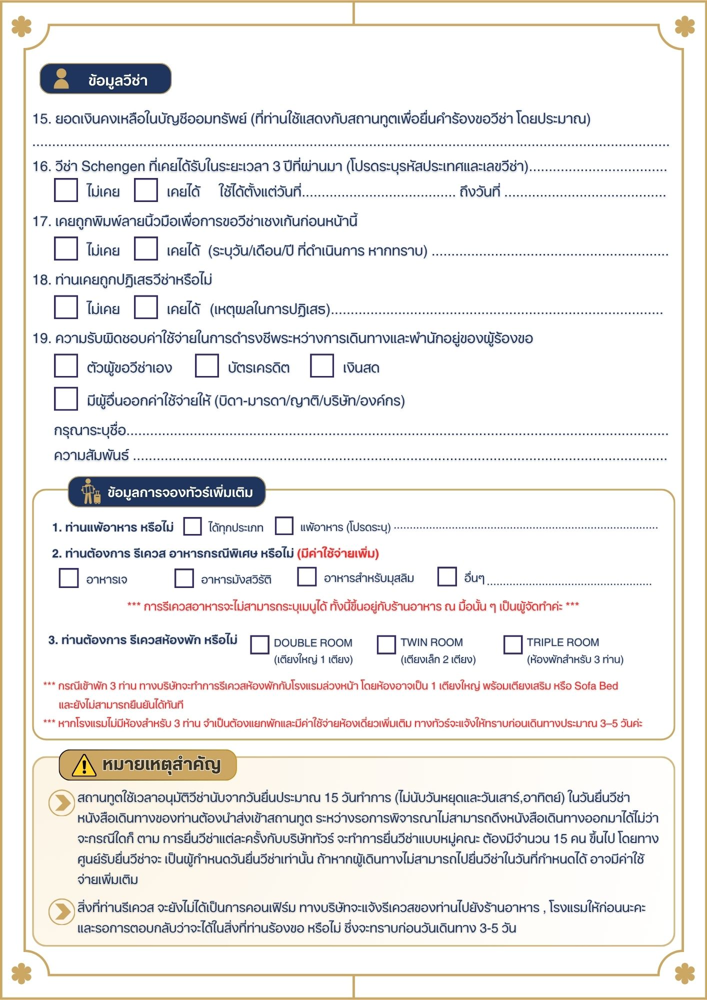 ข้อมูลวีซ่า
15. ยอดเงินคงเหลือในบัญชีออมทรัพย์ (ที่ท่านใช้แสดงกับสถานทูตเพื่อยื่นคำร้องขอวีซ่า โดยประมาณ)
................................................................................................................................................................
16. วีซ่า Schengen ที่เคยได้รับในระยะเวลา 3 ปีที่ผ่านมา (โปรดระบุรหัสประเทศและเลขวีซ่า)...................................
ไม่เคย เคยได้ ใช้ได้ตั้งแต่วันที่....................................... ถึงวันที่ .........................................
17. เคยถูกพิมพ์ลายนิ้วมือเพื่อการขอวีซ่าเชงเก้นก่อนหน้านี้
ไม่เคย เคยได้ (ระบุวัน/เดือน/ปี ที่ดำเนินการ หากทราบ) ............................................................
18. ท่านเคยถูกปฏิเสธวีซ่าหรือไม่
ไม่เคย เคยได้ (เหตุผลในการปฏิเสธ)....................................................................................
19. ความรับผิดชอบค่าใช้จ่ายในการดำรงชีพระหว่างการเดินทางและพำนักอยู่ของผู้ร้องขอ
ตัวผู้ขอวีซ่าเอง บัตรเครดิต เงินสด
มีผู้อื่นออกค่าใช้จ่ายให้ (บิดา-มารดา/ญาติ/บริษัท/องค์กร)
กรุณาระบุชื่อ.........................................................................................................................................
ความสัมพันธ์ .......................................................................................................................................
ข้อมูลการจองทัวร์เพิ่มเติม
1. ท่านแพ้อาหาร หรือไม่ ได้ทุกประเภท แพ้อาหาร (โปรดระบุ) ....................................................................................
2. ท่านต้องการ รีเควส อาหารกรณีพิเศษ หรือไม่ (มีค่าใช้จ่ายเพิ่ม)
อาหารเจ อาหารมังสวิรัติ อาหารสำหรับมุสลิม อื่นๆ ....................................................
*** การรีเควสอาหารจะไม่สามารถระบุเมนูได้ ทั้งนี้ขึ้นอยู่กับร้านอาหาร ณ มื้อนั้น ๆ เป็นผู้จัดทำค่ะ ***
3. ท่านต้องการ รีเควสห้องพัก หรือไม่ DOUBLE ROOM TWIN ROOM TRIPLE ROOM
(เตียงใหญ่ 1 เตียง) (เตียงเล็ก 2 เตียง) (ห้องพักสำหรับ 3 ท่าน)
*** กรณีเข้าพัก 3 ท่าน ทางบริษัทจะทำการรีเควสห้องพักกับโรงแรมล่วงหน้า โดยห้องอาจเป็น 1 เตียงใหญ่ พร้อมเตียงเสริม หรือ Sofa Bed
และยังไม่สามารถยืนยันได้ทันที
*** หากโรงแรมไม่มีห้องสำหรับ 3 ท่าน จำเป็นต้องแยกพักและมีค่าใช้จ่ายห้องเดี่ยวเพิ่มเติม ทางทัวร์จะแจ้งให้ทราบก่อนเดินทางประมาณ 3–5 วันค่ะ
หมายเหตุสำคัญ
สถานทูตใช้เวลาอนุมัติวีซ่านับจากวันยื่นประมาณ 15 วันทำการ (ไม่นับวันหยุดและวันเสาร์,อาทิตย์) ในวันยื่นวีซ่า
หนังสือเดินทางของท่านต้องนำส่งเข้าสถานทูต ระหว่างรอการพิจารณาไม่สามารถดึงหนังสือเดินทางออกมาได้ไม่ว่า
จะกรณีใดก็ ตาม การยื่นวีซ่าแต่ละครั้งกับบริษัททัวร์ จะทำการยื่นวีซ่าแบบหมู่คณะ ต้องมีจำนวน 15 คน ขึ้นไป โดยทาง
ศูนย์รับยื่นวีซ่าจะ เป็นผู้กำหนดวันยื่นวีซ่าเท่านั้น ถ้าหากผู้เดินทางไม่สามารถไปยื่นวีซ่าในวันที่กำหนดได้ อาจมีค่าใช้
จ่ายเพิ่มเติม
สิ่งที่ท่านรีเควส จะยังไม่ได้เป็นการคอนเฟิร์ม ทางบริษัทจะแจ้งรีเควสของท่านไปยังร้านอาหาร , โรงแรมให้ก่อนนะคะ
และรอการตอบกลับว่าจะได้ในสิ่งที่ท่านร้องขอ หรือไม่ ซึ่งจะทราบก่อนวันเดินทาง 3-5 วัน